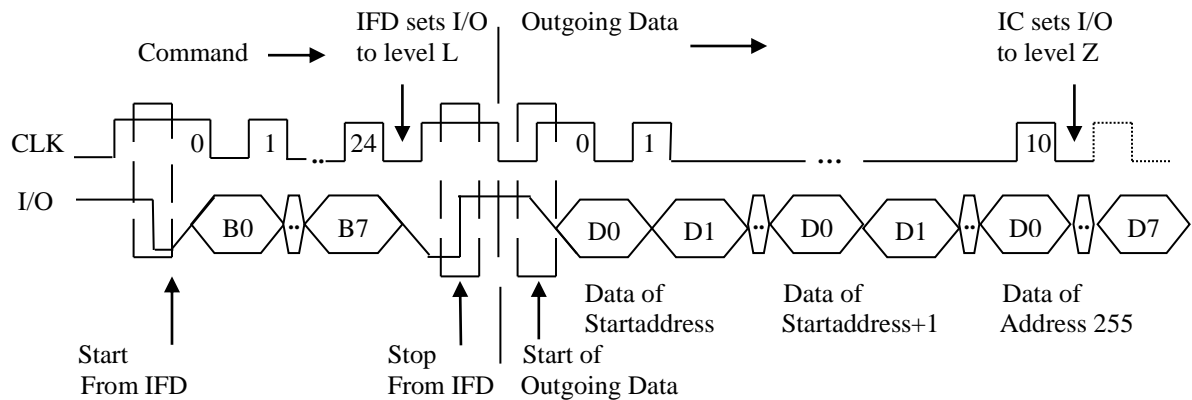 IFD sets I/O
to level L
Outgoing Data
IC sets I/O
to level Z
Command
CLK
0
1
..
24
0
1
...
10
I/O
B0
..
B7
D0
D1
..
D0
D1
..
D0
..
D7
Data of
Startaddress
Data of
Startaddress+1
Data of
Address 255
Start
From IFD
Stop
From IFD
Start of
Outgoing Data